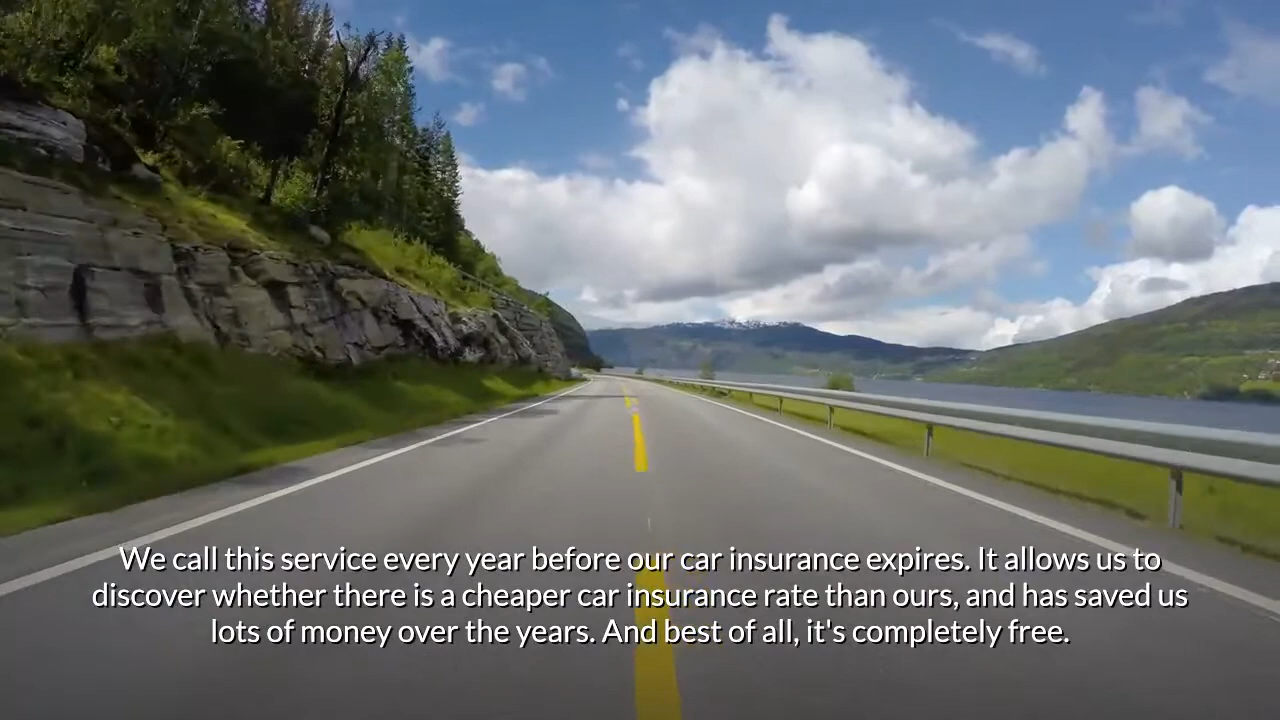 We call this service every year before our car insurance expires. It allows us to
discover whether there is a cheaper car insurance rate than ours, and has saved us
lots of money over the years. And best of all, it's completely free.